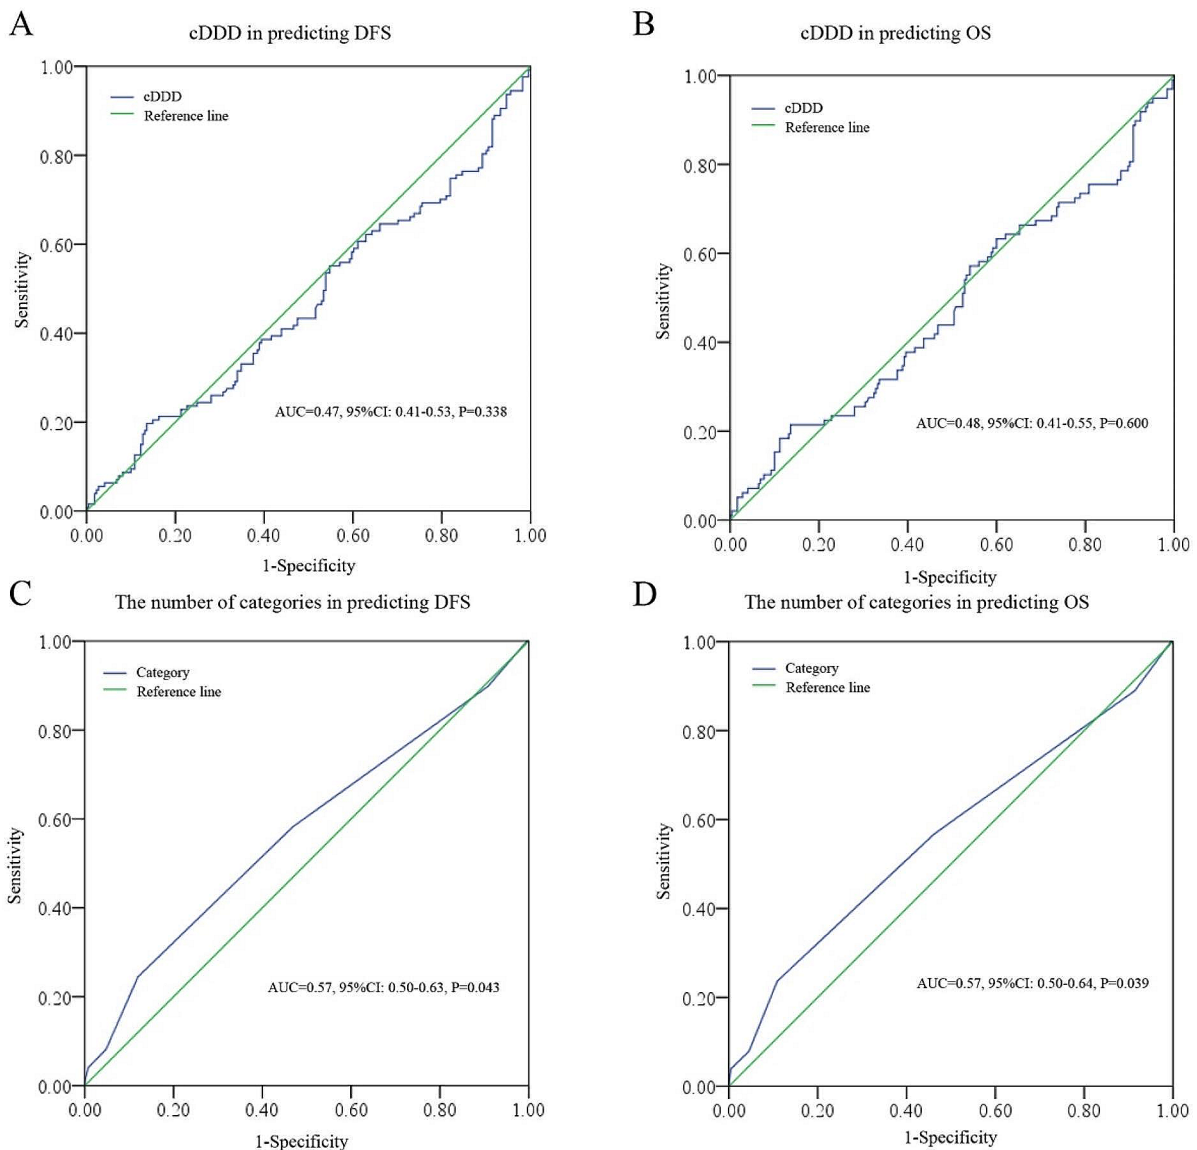 A
cDDD in predicting DFS
1.00
0.80
0.60
0.40
0.20
0.00
Sensitivity
cDDD
Reference line
AUC=0.47, 95%CI: 0.41-0.53, P=0.338
0.00 0.20 0.40 0.60 0.80 1.00
1-Specificity
B
cDDD in predicting OS
1.00
0.80
0.60
0.40
0.20
0.00
Sensitivity
cDDD
Reference line
AUC=0.48, 95%CI: 0.41-0.55, P=0.600
0.00 0.20 0.40 0.60 0.80 1.00
1-Specificity
C
The number of categories in predicting DFS
1.00
0.80
0.60
0.40
0.20
0.00
Sensitivity
Category
Reference line
AUC=0.57, 95%CI: 0.50-0.63, P=0.043
0.00 0.20 0.40 0.60 0.80 1.00
1-Specificity
D
The number of categories in predicting OS
1.00
0.80
0.60
0.40
0.20
0.00
Sensitivity
Category
Reference line
AUC=0.57, 95%CI: 0.50-0.64, P=0.039
0.00 0.20 0.40 0.60 0.80 1.00
1-Specificity